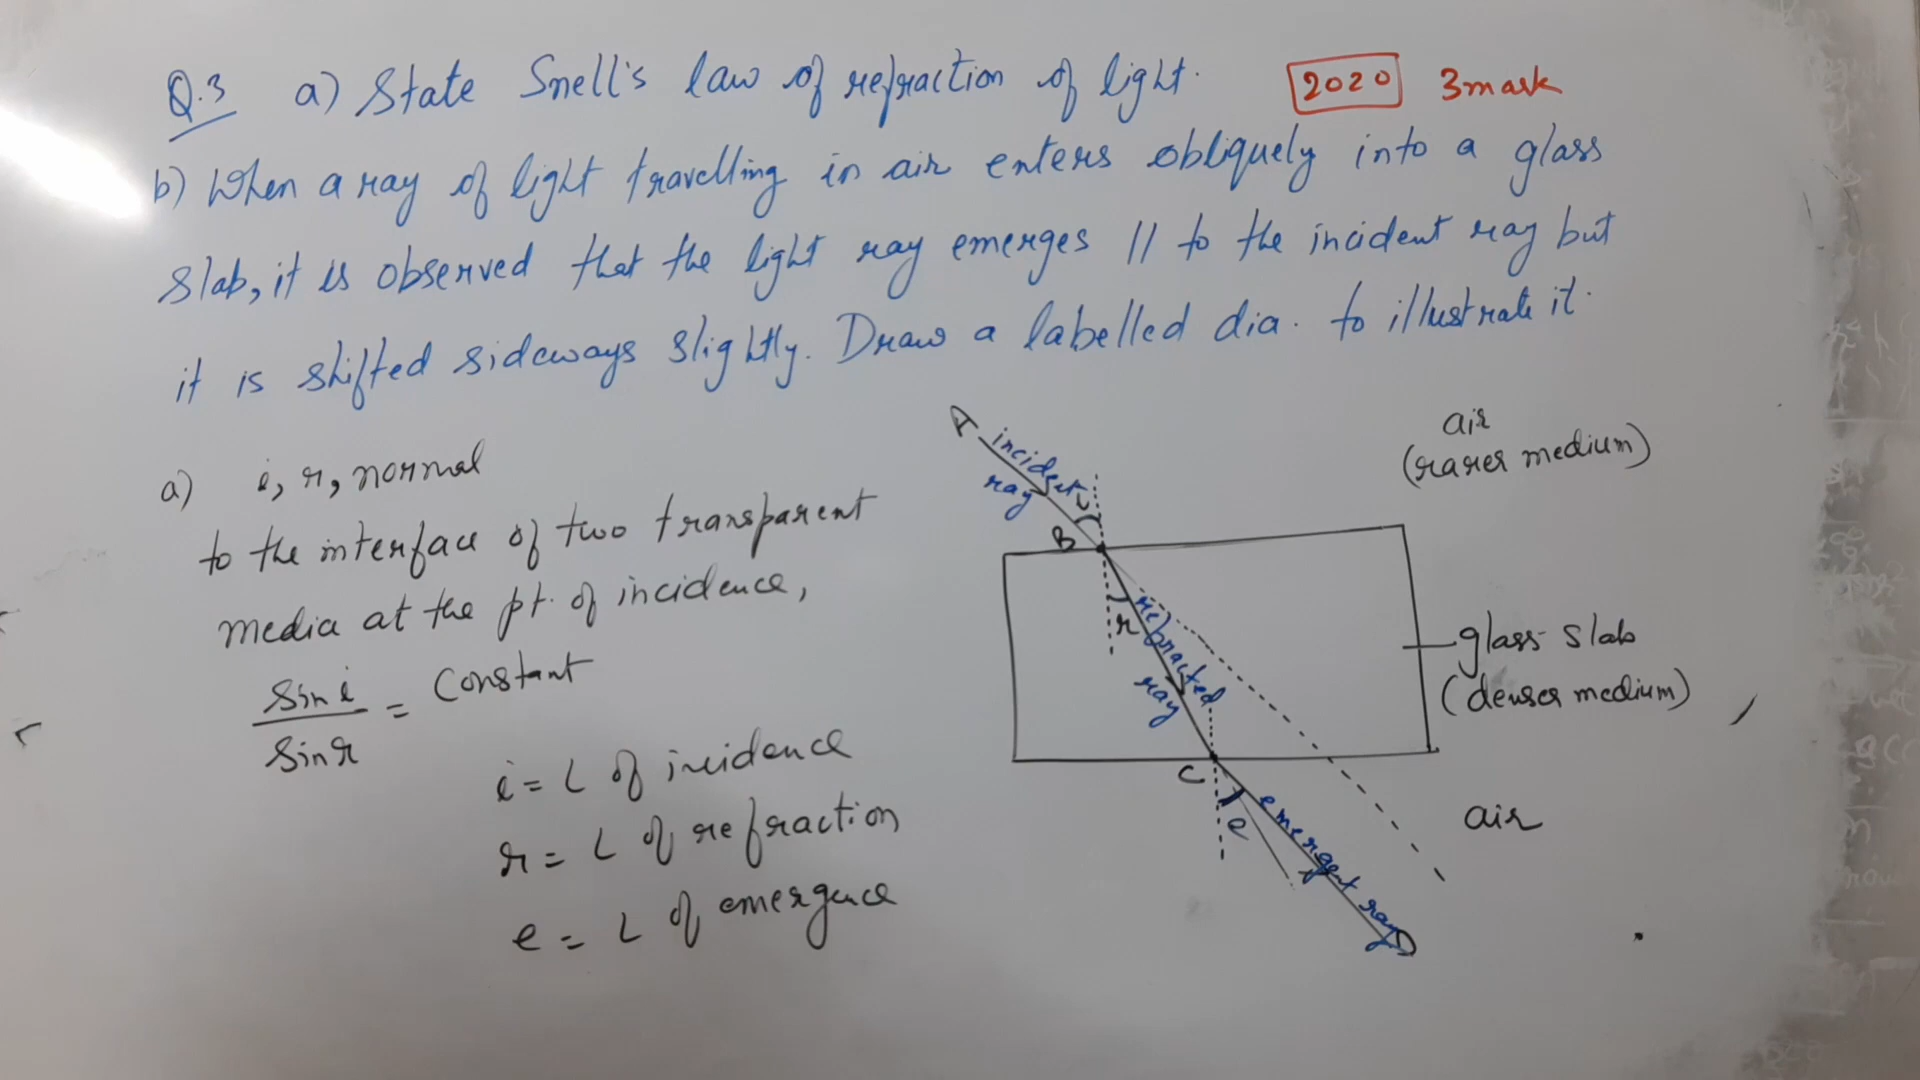 Q.3 a) State Snell's law of refraction of light. 2020 3 mark
b) When a ray of light travelling in air enters obliquely into a glass
slab, it is observed that the light ray emerges // to the incident ray but
it is shifted sideways slightly. Draw a labelled dia. to illustrate it.
a) i, r, normal
to the interface of two transparent
media at the pt. of incidence,
sin i / sin r = constant
i = ∠ of incidence
r = ∠ of refraction
e = ∠ of emergence
A
incident
ray
i
B
air
(rarer medium)
r
refracted
ray
glass slab
(denser medium)
C
e
emergent ray
D
air